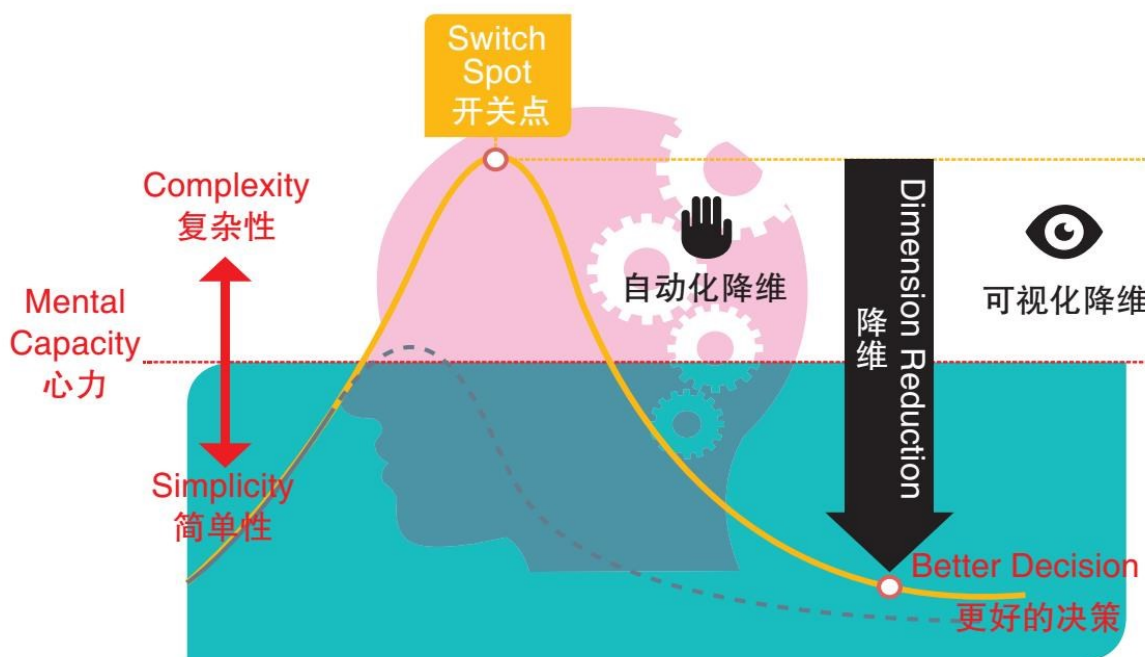 Switch
Spot
开关点
Complexity
复杂性
Mental
Capacity
心力
Simplicity
简单性
自动化降维
Dimension Reduction
降维
可视化降维
Better Decision
更好的决策